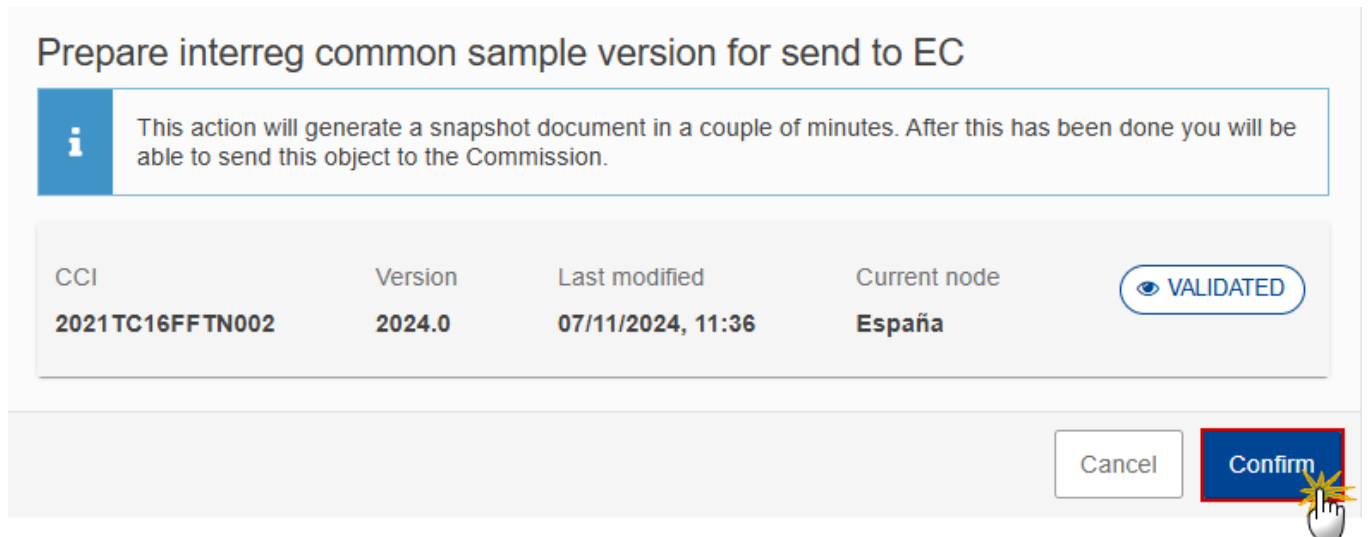 Prepare interreg common sample version for send to EC
This action will generate a snapshot document in a couple of minutes. After this has been done you will be
able to send this object to the Commission.
CCI Version Last modified Current node VALIDATED
2021TC16FFTN002 2024.0 07/11/2024, 11:36 España
Cancel Confirm